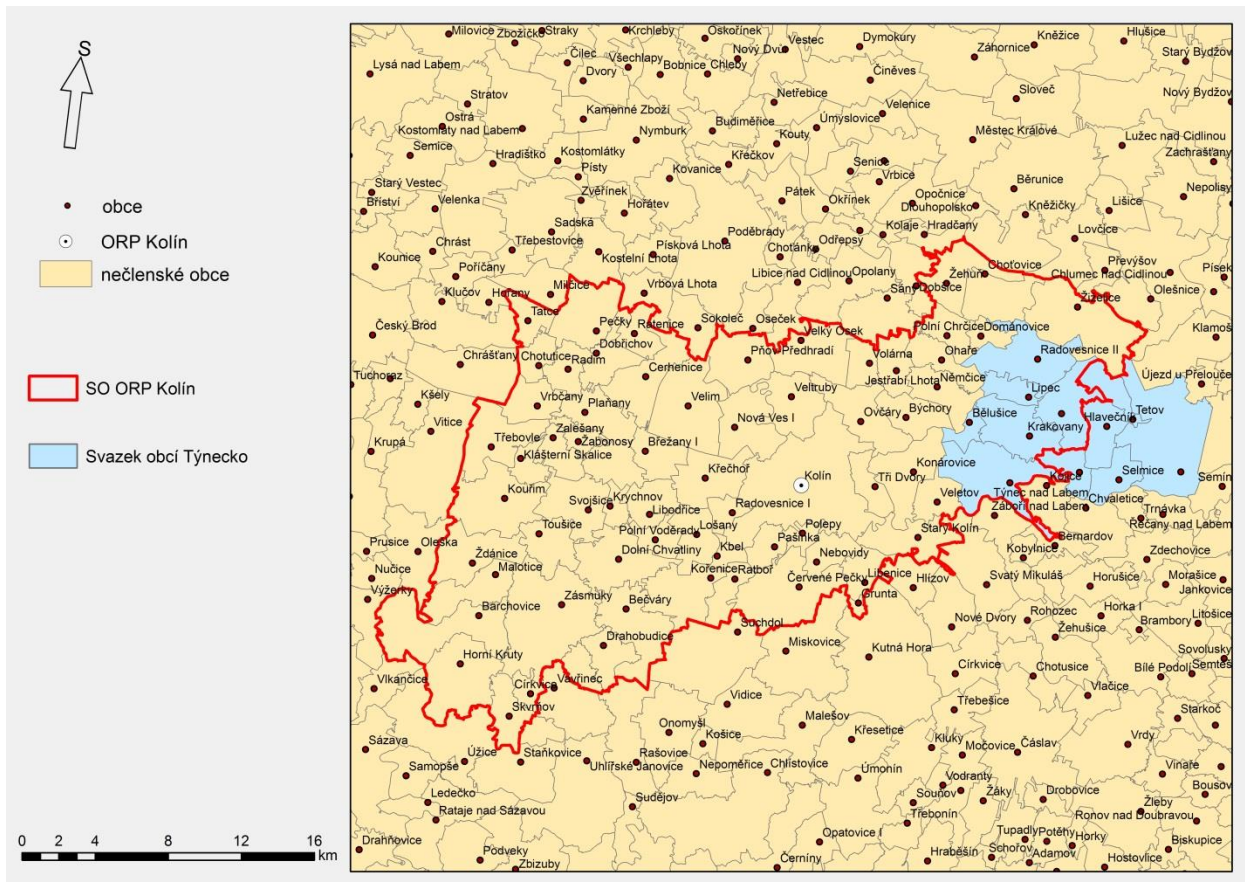 S
obce
ORP Kolín
nečlenské obce
SO ORP Kolín
Svazek obcí Týnecko
0 2 4 8 12 16
km
Milovice
Zbožíčko
Straky
Krchleby
Oskořínek
Vestec
Dymokury
Kněžice
Hlušice
Lysá nad Labem
Čilec
Všechlapy
Nový Dvůr
Bobnice
Chleby
Záhornice
Starý Bydžov
Dvory
Činěves
Sloveč
Nový Bydžov
Stratov
Netřebice
Velenice
Ostrá
Kamenné Zboží
Kostomlaty nad Labem
Nymburk
Budiměřice
Kouty
Úmyslovice
Městec Králové
Lužec nad Cidlinou
Semice
Hradištko
Kostomlátky
Křečkov
Senice
Zachrašťany
Písty
Kovanice
Vrbice
Starý Vestec
Zvěřínek
Pátek
Opočnice
Běrunice
Nepolisy
Bříství
Velenka
Hořátev
Okřínek
Dlouhopolsko
Kněžičky
Lišice
Sadská
Poděbrady
Kolaje
Hradčany
Lovčice
Chrást
Třebestovice
Písková Lhota
Chotánky
Odřepsy
Kounice
Kostelní Lhota
Poříčany
Libice nad Cidlinou
Opolany
Žehuň
Choťovice
Převýšov
Chlumec nad Cidlinou
Písek
Klučov
Hořany
Milčice
Vrbová Lhota
Sány
Dobšice
Žiželice
Olešnice
Tatce
Český Brod
Pečky
Ratenice
Sokoleč
Oseček
Velký Osek
Polní Chrčice
Domanovice
Klamoš
Dobřichov
Chrášťany
Chotutice
Radim
Pňov-Předhradí
Volárna
Ohaře
Radovesnice II
Tuchoraz
Cerhenice
Jestřabí Lhota
Němčice
Újezd u Přelouče
Kšely
Vrbčany
Plaňany
Velim
Veltruby
Lipec
Vitice
Nová Ves I
Ovčáry
Býchory
Bělušice
Hlavečník
Tetov
Krupá
Třebovle
Zalešany
Žabonosy
Břežany I
Krakovany
Klášterní Skalice
Křečhoř
Kolín
Konárovice
Kojice
Selmice
Semín
Kouřim
Tři Dvory
Týnec nad Labem
Svojšice
Krychnov
Libodřice
Radovesnice I
Veletov
Záboří nad Labem
Chvaletice
Trnávka
Toušice
Polní Voděrady
Lošany
Polepy
Starý Kolín
Řečany nad Labem
Prusice
Oleška
Dolní Chvatliny
Kbel
Pašinka
Nebovidy
Bernardov
Kobylnice
Zdechovice
Ždánice
Nučice
Malotice
Kořenice
Ratboř
Červené Pečky
Libenice
Hlízov
Svatý Mikuláš
Horušice
Morašice
Jankovice
Výžerky
Barchovice
Zásmuky
Bečváry
Grunta
Nové Dvory
Rohozec
Horka I
Litošice
Suchdol
Žehušice
Brambory
Drahobudice
Miskovice
Kutná Hora
Sovolusky
Horní Kruty
Církvice
Chotusice
Bílé Podolí
Semtěš
Vlkančice
Církvice
Vavřinec
Vidice
Vlačice
Skvrňov
Třebešice
Starkoč
Onomyšl
Malešov
Košice
Křesetice
Kluky
Močovice
Čáslav
Vrdy
Sázava
Úžice
Staňkovice
Rašovice
Uhlířské Janovice
Nepoměřice
Chlístovice
Úmonín
Vinaře
Samopše
Vodranty
Bousov
Ledečko
Souňov
Žáky
Drobovice
Rataje nad Sázavou
Sudějov
Třebonín
Žleby
Ronov nad Doubravou
Opatovice I
Tupadly
Potěhy
Horky
Drahňovice
Podveky
Hraběšín
Schořov
Adamov
Biskupice
Zbizuby
Černíny
Hostovlice